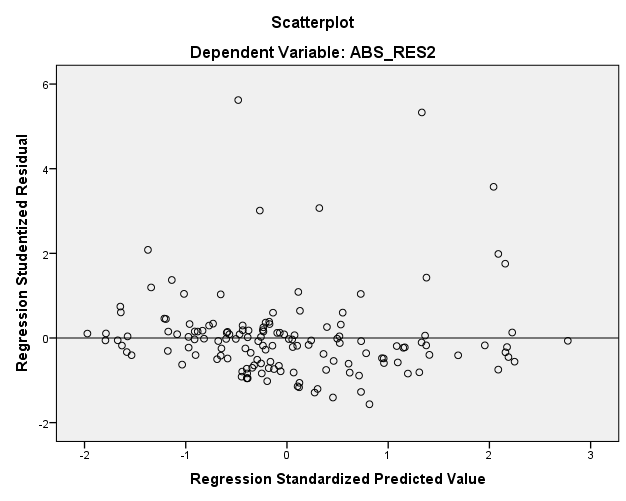 Scatterplot
Dependent Variable: ABS_RES2
Regression Studentized Residual
6
4
2
0
-2
-2
-1
0
1
2
3
Regression Standardized Predicted Value